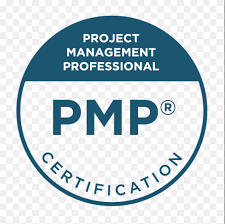 PROJECT
MANAGEMENT
PROFESSIONAL
PMP®
CERTIFICATION